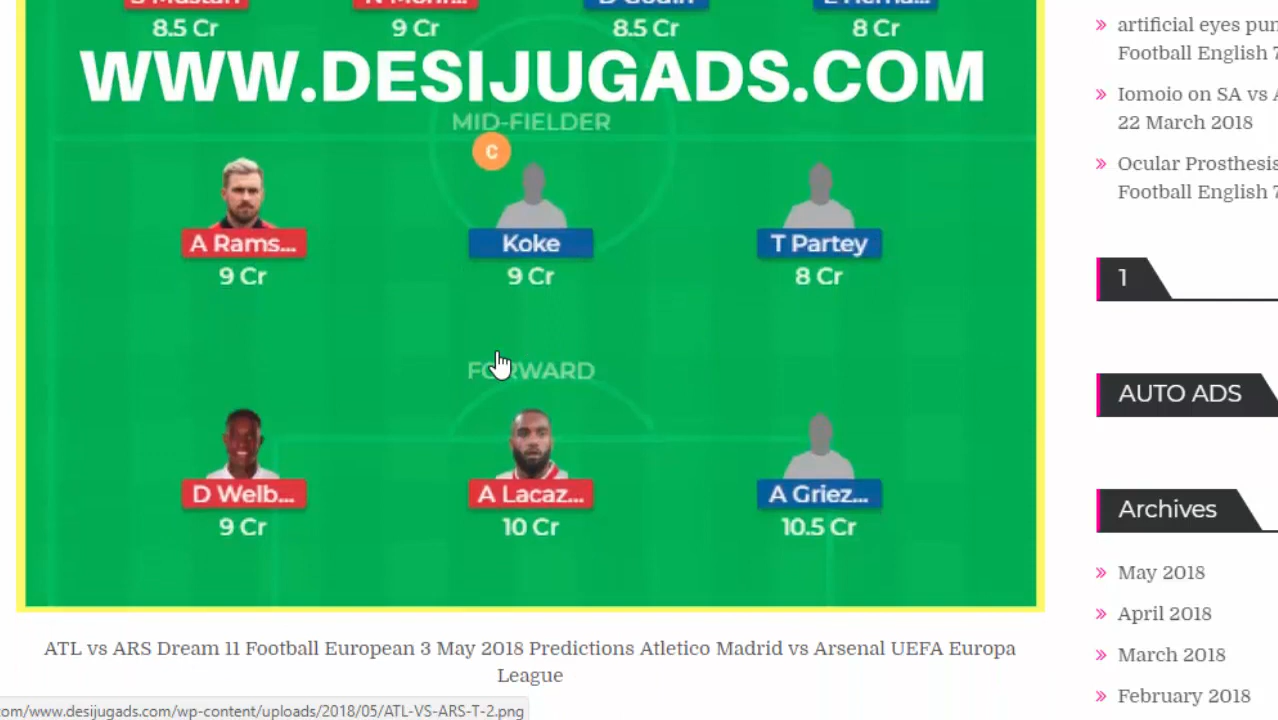 8.5 Cr
9 Cr
8.5 Cr
8 Cr
WWW.DESIJUGADS.COM
MID-FIELDER
C
A Rams...
Koke
T Partey
9 Cr
9 Cr
8 Cr
FORWARD
D Welb...
A Lacaz...
A Griez...
9 Cr
10 Cr
10.5 Cr
ATL vs ARS Dream 11 Football European 3 May 2018 Predictions Atletico Madrid vs Arsenal UEFA Europa
League
om/www.desijugads.com/wp-content/uploads/2018/05/ATL-VS-ARS-T-2.png
artificial eyes pun
Football English 7
Iomoio on SA vs A
22 March 2018
Ocular Prosthesis
Football English 7
1
AUTO ADS
Archives
May 2018
April 2018
March 2018
February 2018